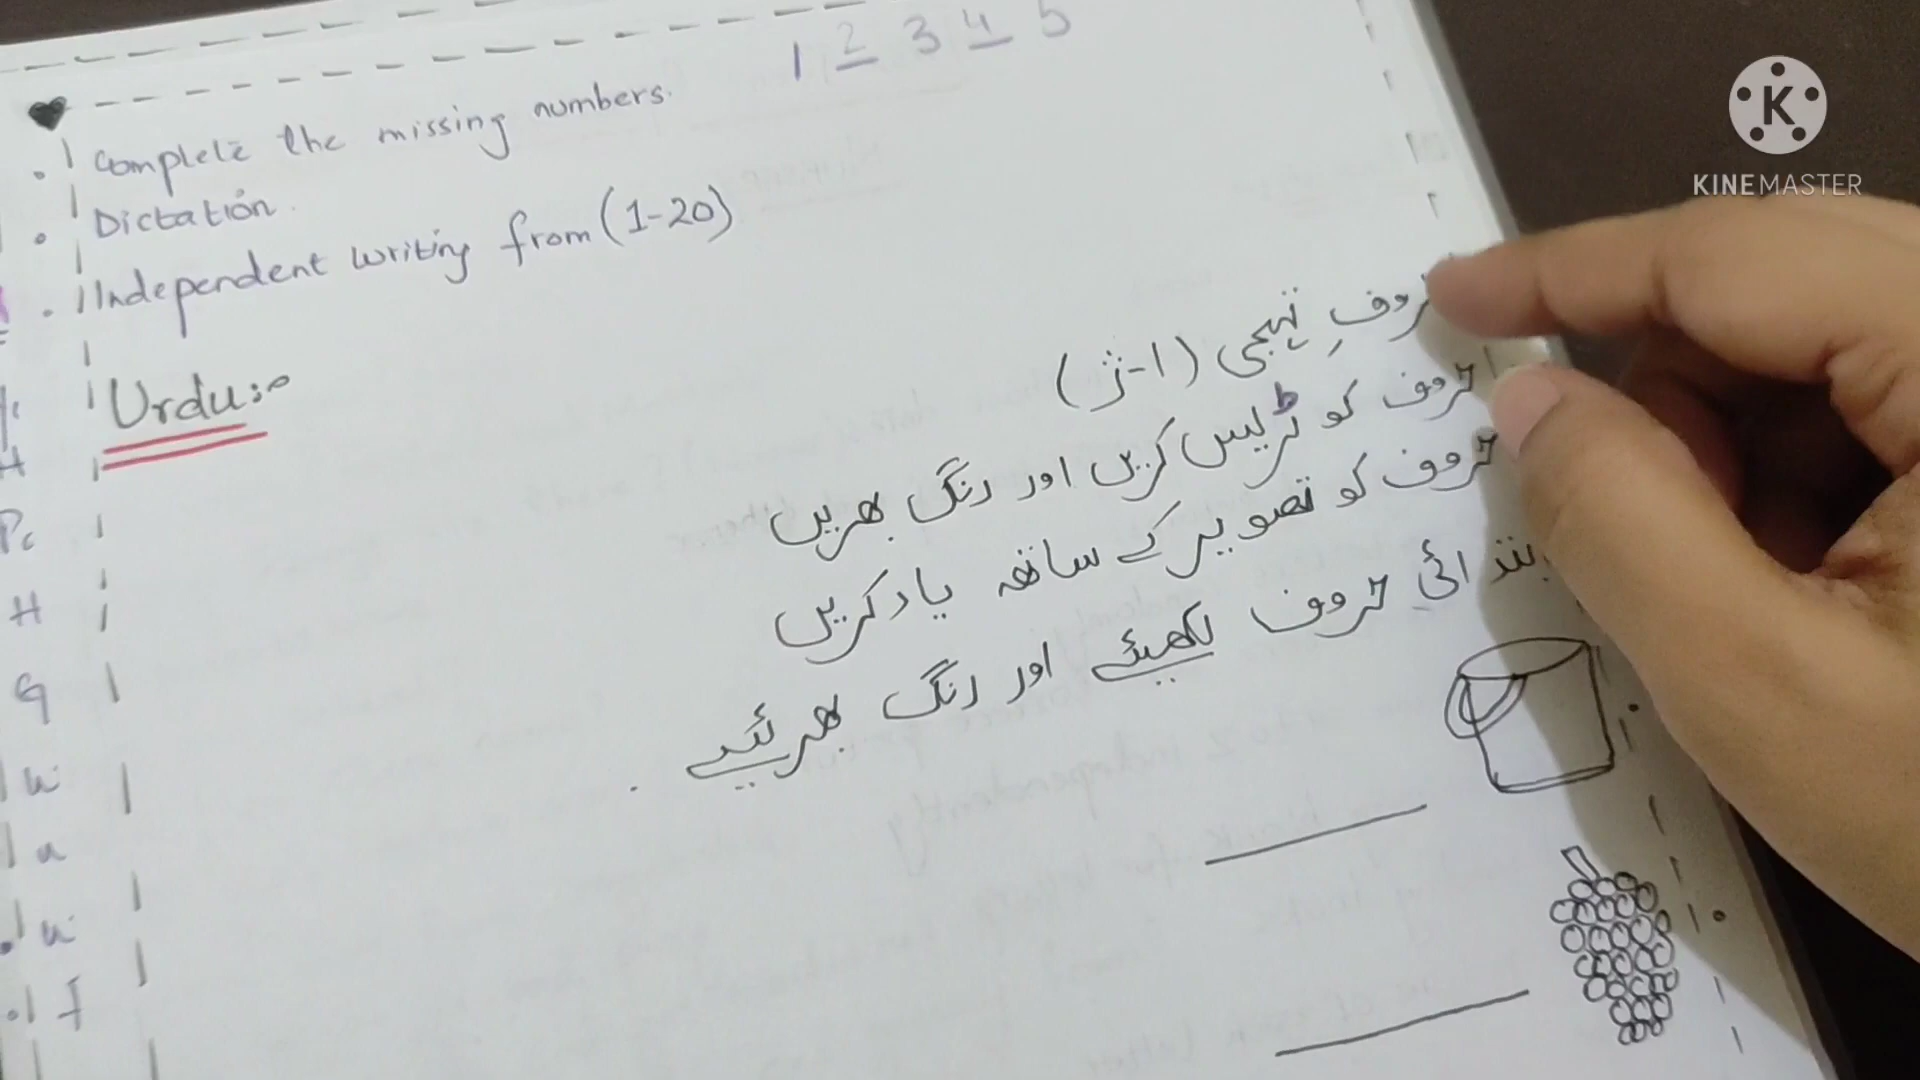 1 2 3 4 5
Complete the missing numbers.
Dictation.
Independent writing from (1-20)
Urdu:-
حروفِ تہجی (ا-ژ)
حروف کو ٹریس کریں اور رنگ بھریں
حروف کو تصویر کے ساتھ یاد کریں
ابتدائی حروف لکھیئے اور رنگ بھریئے .
KINEMASTER